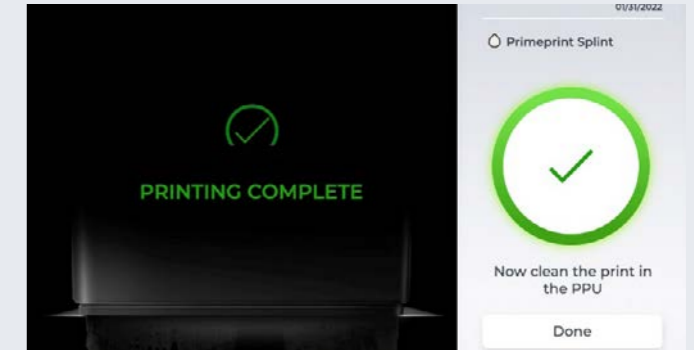 01/31/2022
Primeprint Splint
PRINTING COMPLETE
Now clean the print in
the PPU
Done